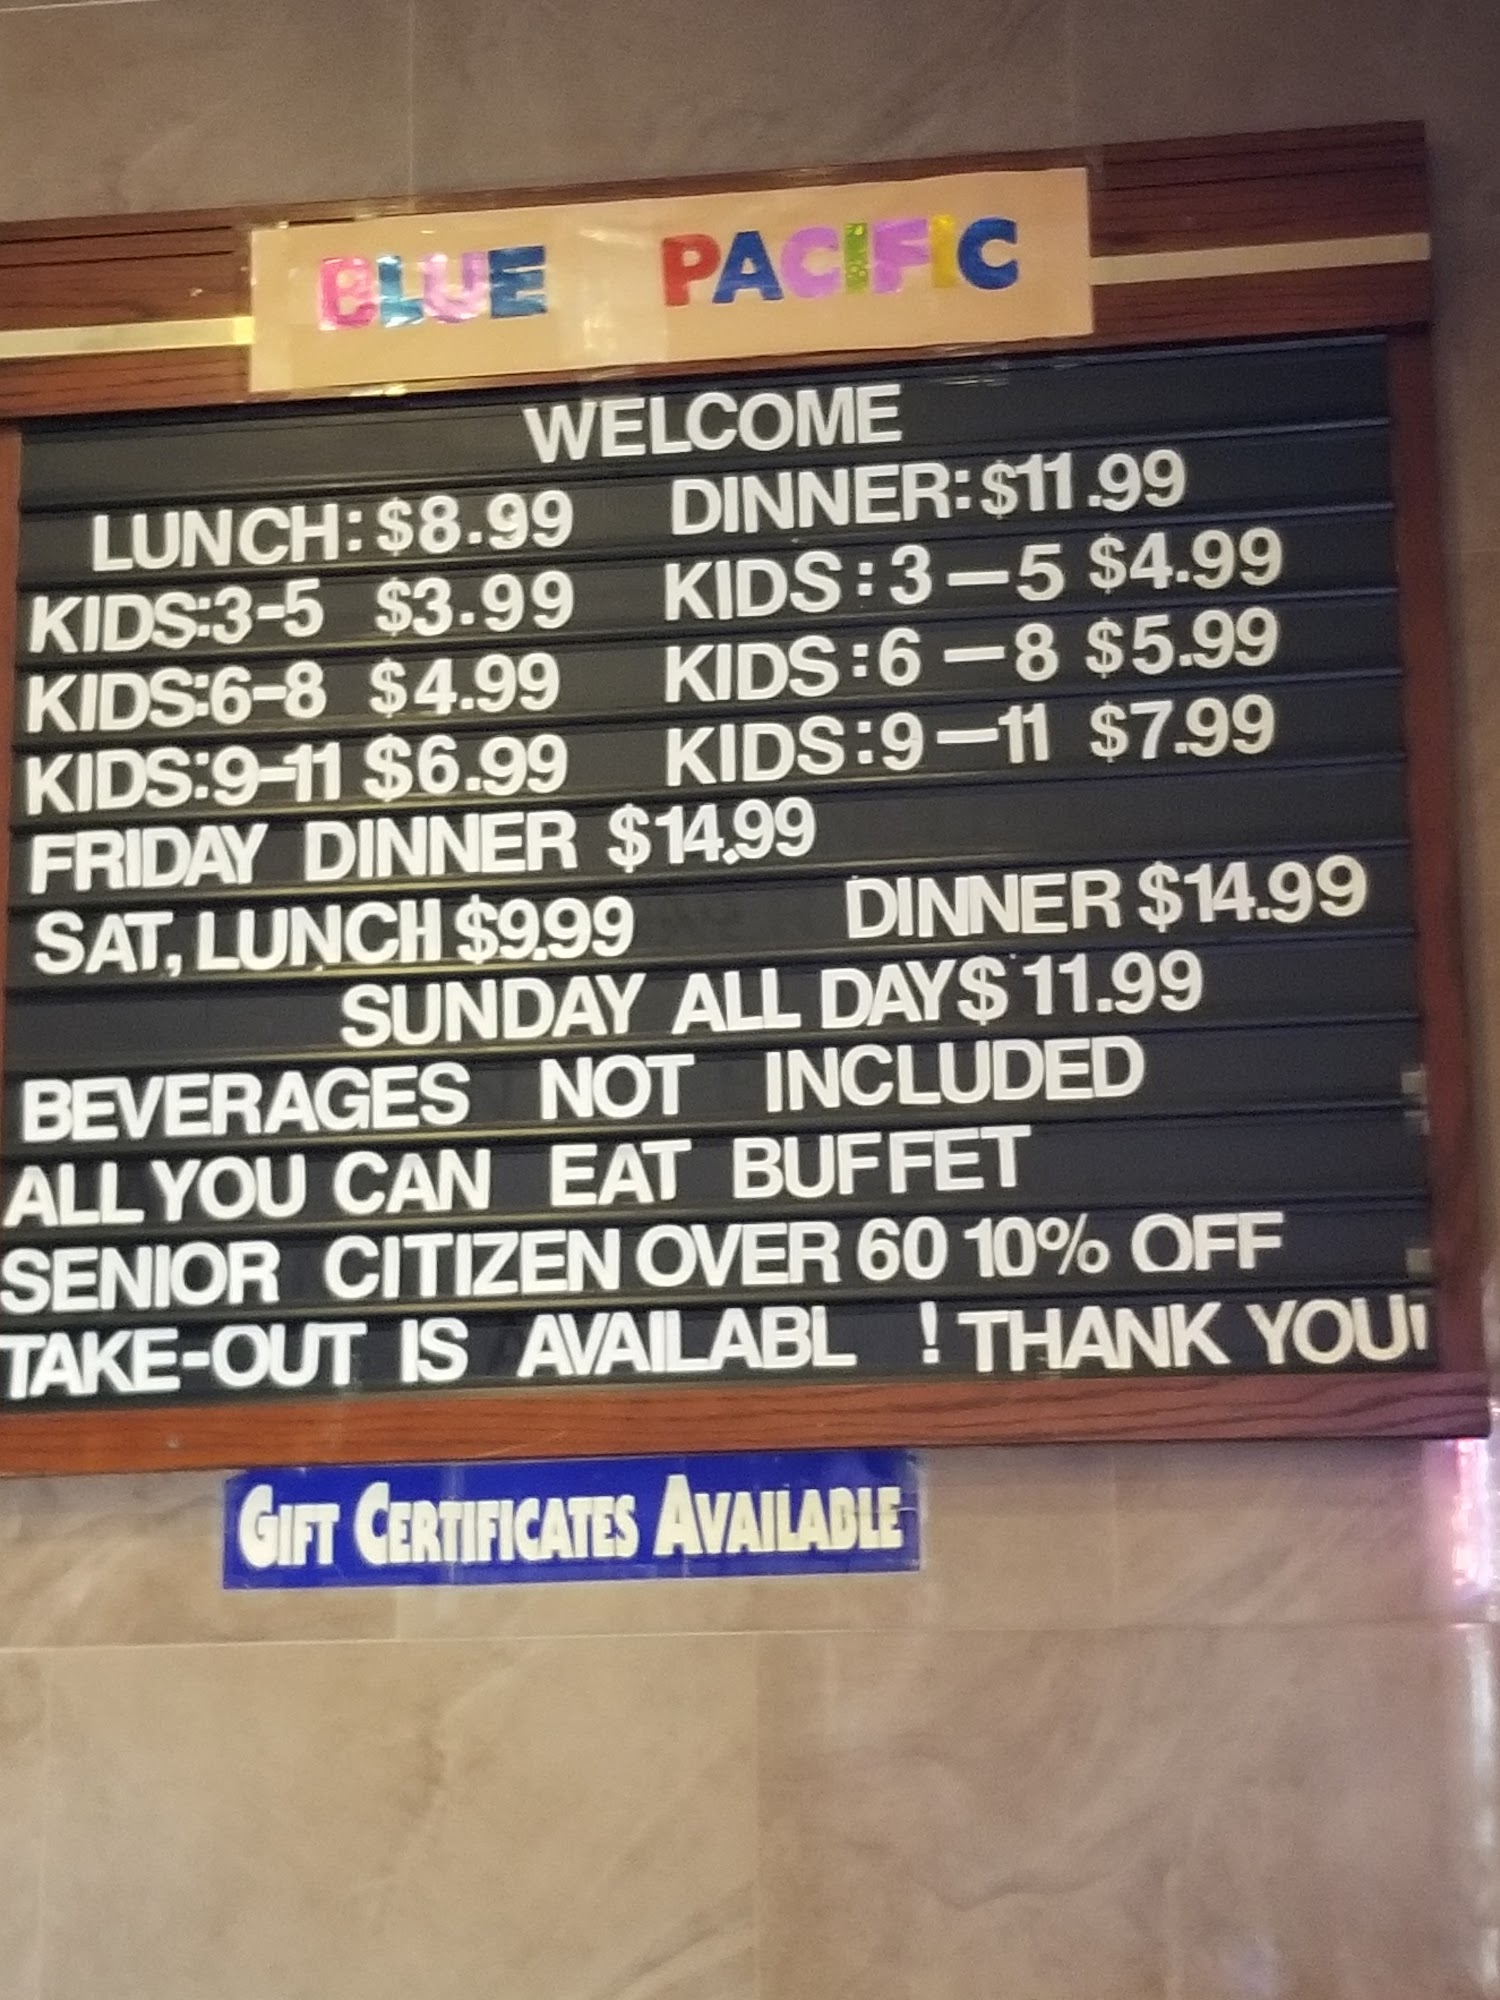 BLUE PACIFIC
WELCOME
LUNCH: $8.99 DINNER: $11.99
KIDS:3-5 $3.99 KIDS:3-5 $4.99
KIDS:6-8 $4.99 KIDS:6-8 $5.99
KIDS:9-11 $6.99 KIDS:9-11 $7.99
FRIDAY DINNER $14.99
SAT, LUNCH $9.99 DINNER $14.99
SUNDAY ALL DAY $11.99
BEVERAGES NOT INCLUDED
ALL YOU CAN EAT BUFFET
SENIOR CITIZEN OVER 60 10% OFF
TAKE-OUT IS AVAILABL ! THANK YOU!
GIFT CERTIFICATES AVAILABLE